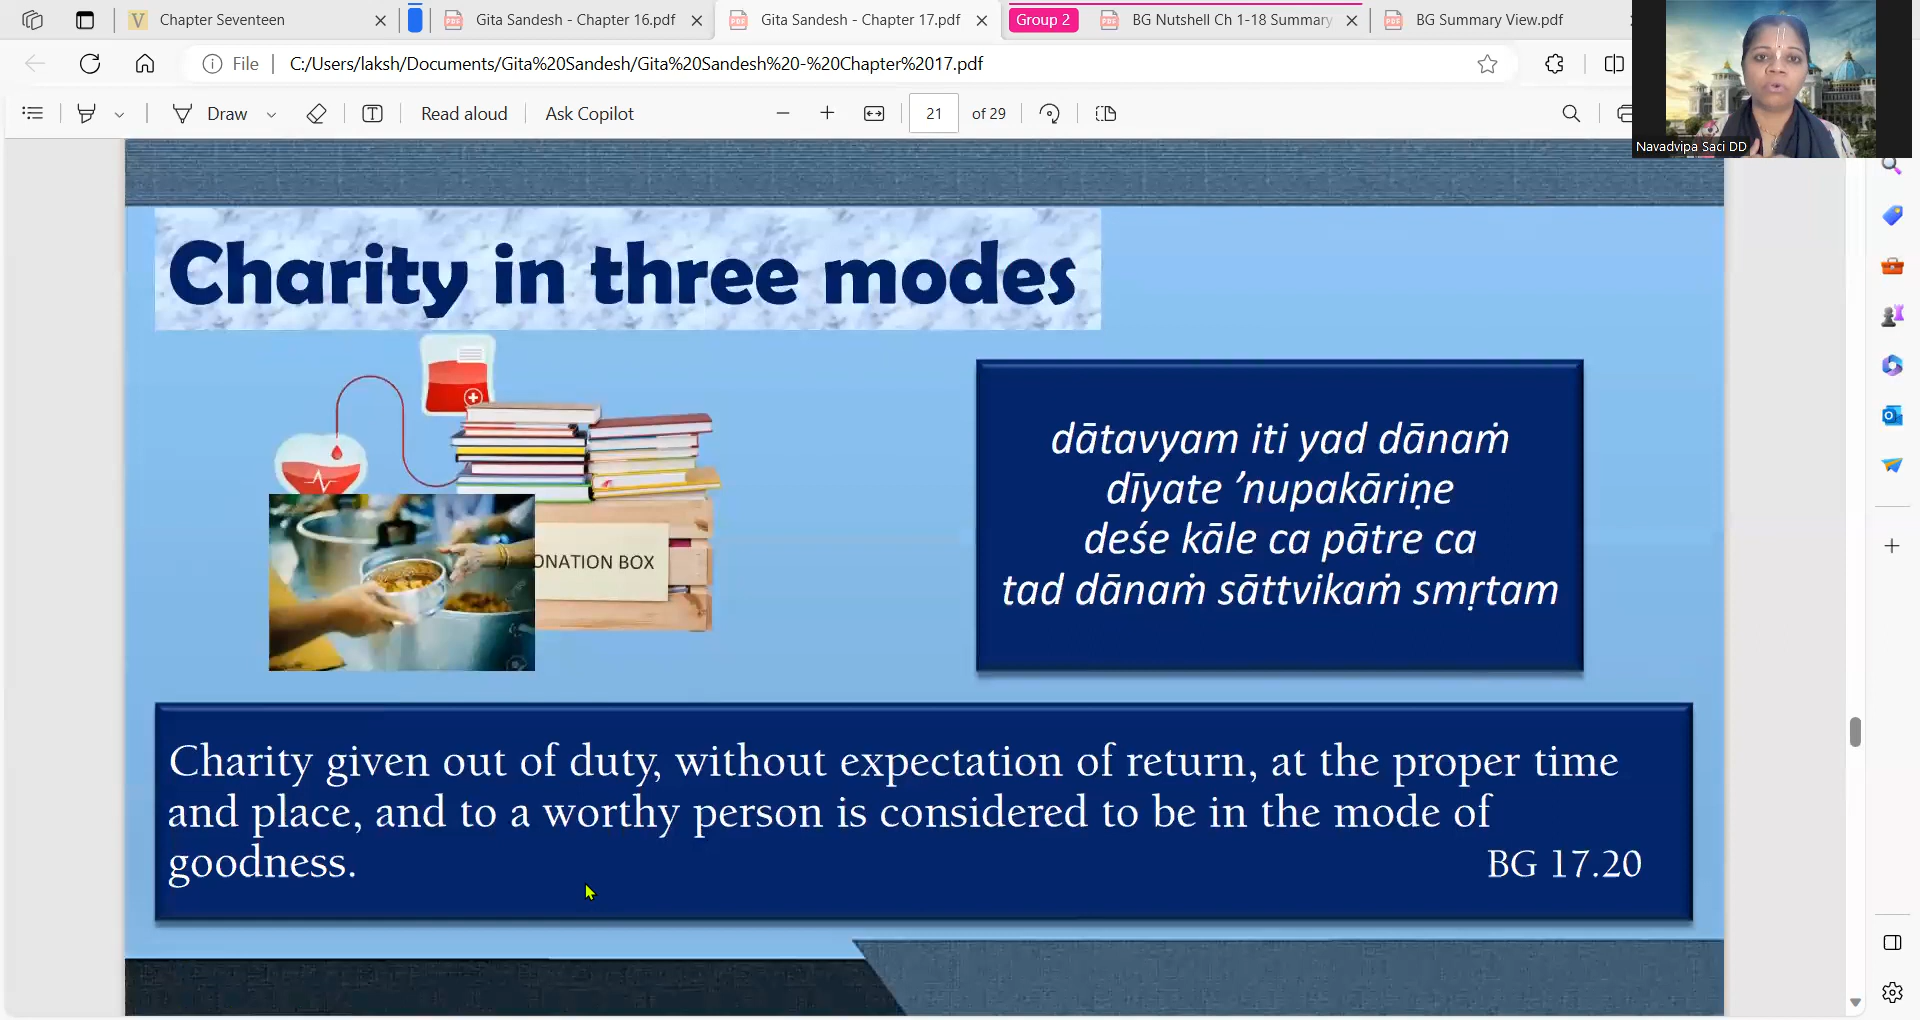 Chapter Seventeen
Gita Sandesh - Chapter 16.pdf
Gita Sandesh - Chapter 17.pdf
Group 2
BG Nutshell Ch 1-18 Summary
BG Summary View.pdf
File
C:/Users/laksh/Documents/Gita%20Sandesh/Gita%20Sandesh%20-%20Chapter%2017.pdf
Draw
Read aloud
Ask Copilot
21
of 29
Navadvipa Saci DD
Charity in three modes
ONATION BOX
dātavyam iti yad dānaṁ
dīyate ’nupakāriṇe
deśe kāle ca pātre ca
tad dānaṁ sāttvikaṁ smṛtam
Charity given out of duty, without expectation of return, at the proper time
and place, and to a worthy person is considered to be in the mode of
goodness.
BG 17.20